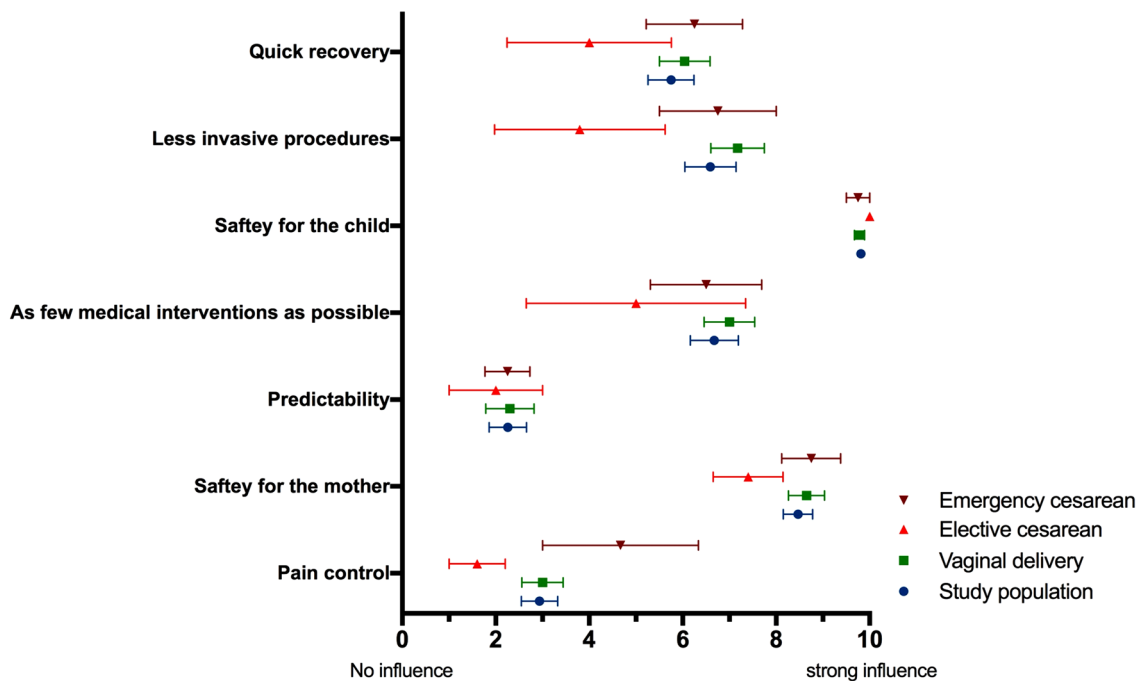 Quick recovery
Less invasive procedures
Saftey for the child
As few medical interventions as possible
Predictability
Saftey for the mother
Pain control
Emergency cesarean
Elective cesarean
Vaginal delivery
Study population
0 2 4 6 8 10
No influence strong influence